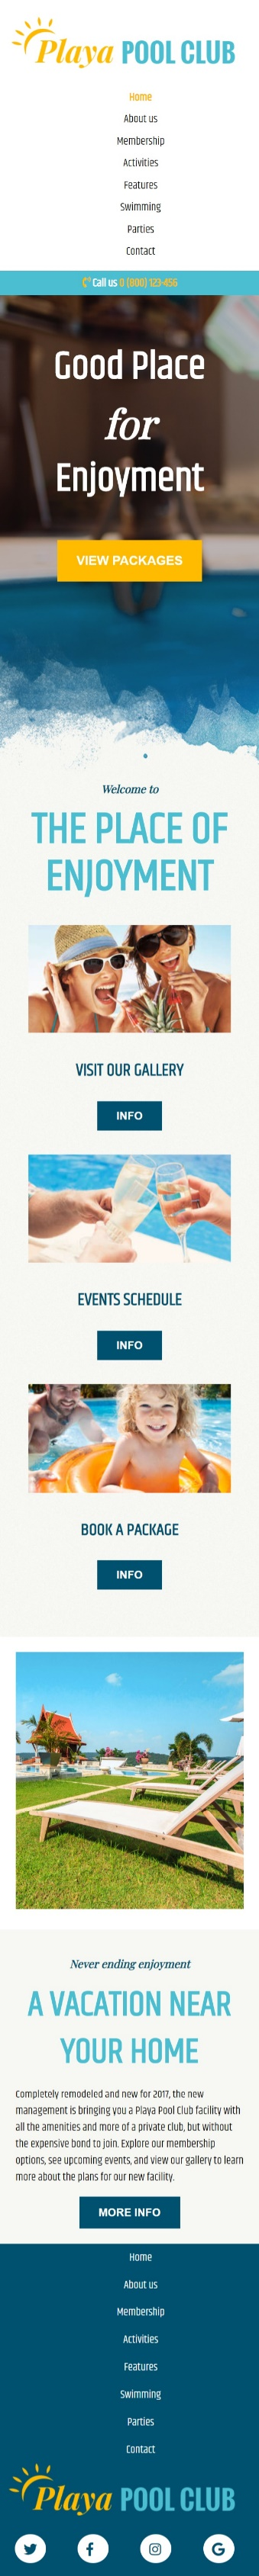 Playa POOL CLUB
Home
About us
Membership
Activities
Features
Swimming
Parties
Contact
Call us 0 (800) 123-456
Good Place
for
Enjoyment
VIEW PACKAGES
Welcome to
THE PLACE OF
ENJOYMENT
VISIT OUR GALLERY
INFO
EVENTS SCHEDULE
INFO
BOOK A PACKAGE
INFO
Never ending enjoyment
A VACATION NEAR
YOUR HOME
Completely remodeled and new for 2017, the new
management is bringing you a Playa Pool Club facility with
all the amenities and more of a private club, but without
the expensive bond to join. Explore our membership
options, see upcoming events, and view our gallery to learn
more about the plans for our new facility.
MORE INFO
Home
About us
Membership
Activities
Features
Swimming
Parties
Contact
Playa POOL CLUB